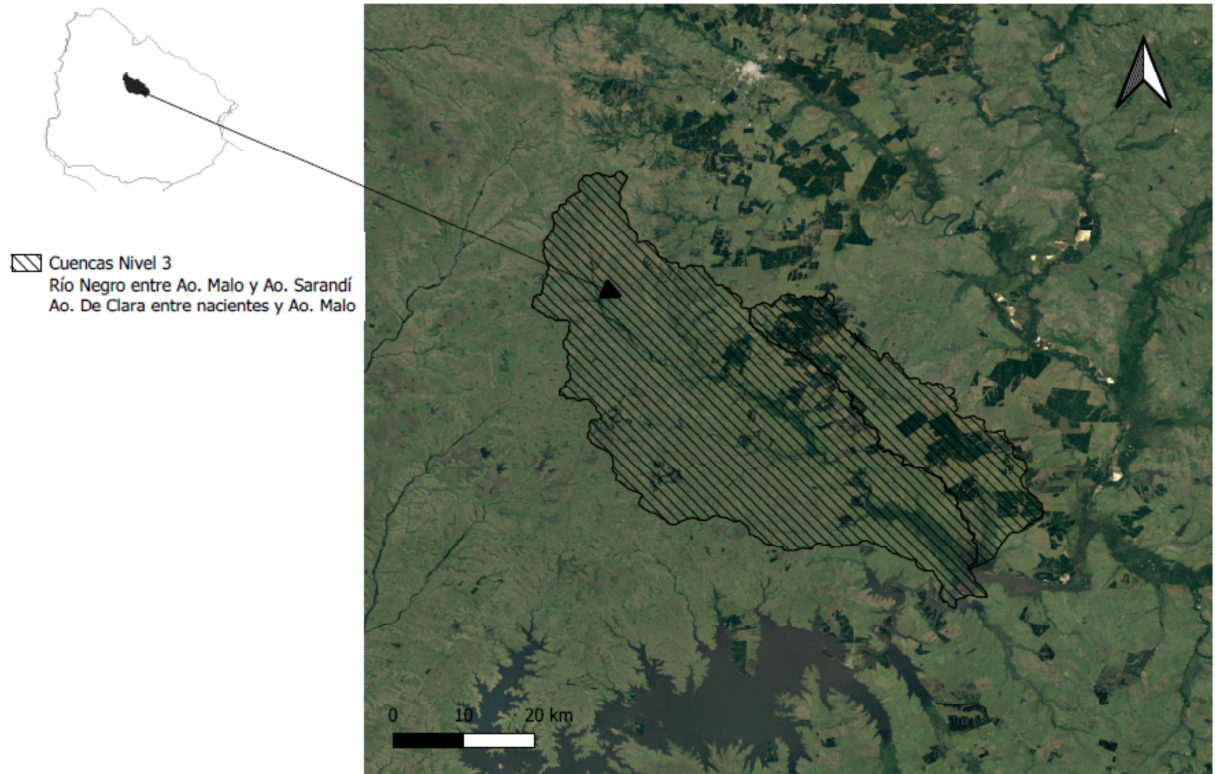 Cuencas Nivel 3
Río Negro entre Ao. Malo y Ao. Sarandí
Ao. De Clara entre nacientes y Ao. Malo
0 10 20 km